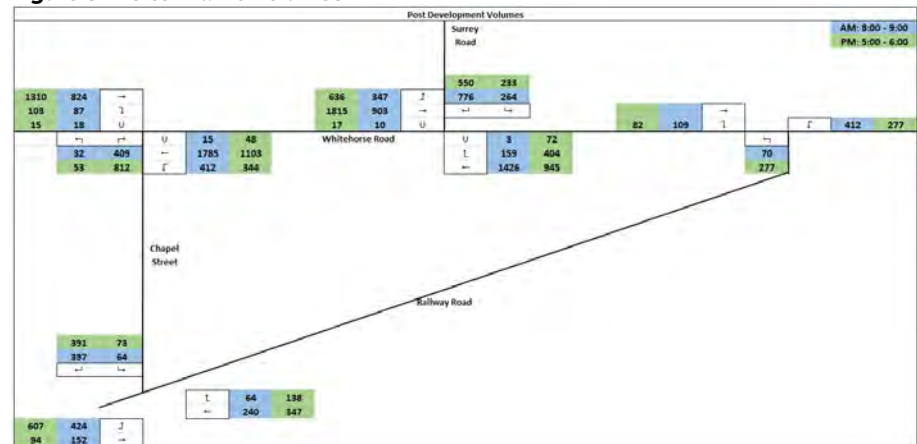 Post Development Volumes
Surrey
Road
AM: 8:00 - 9:00
PM: 5:00 - 6:00
550 233
776 264
1310 824 →
103 87
15 18 U
636 347
1815 903 →
17 10 U
82 109
412 277
Whitehorse Road
32 409
53 812
U 15 48
← 1785 1103
412 344
U 3 72
159 404
← 1426 945
70
277
Chapel
Street
Railway Road
391 73
397 64
64 138
← 240 347
607 424
94 152 →